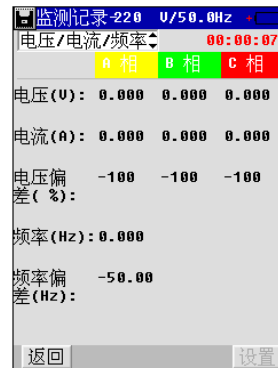 监测记录-220 V/50.0Hz
电压/电流/频率 00:00:07
A 相 B 相 C 相
电压(V): 0.000 0.000 0.000
电流(A): 0.000 0.000 0.000
电压偏 -100 -100 -100
差( %):
频率(Hz):0.000
频率偏 -50.00
差(Hz):
返回 设置